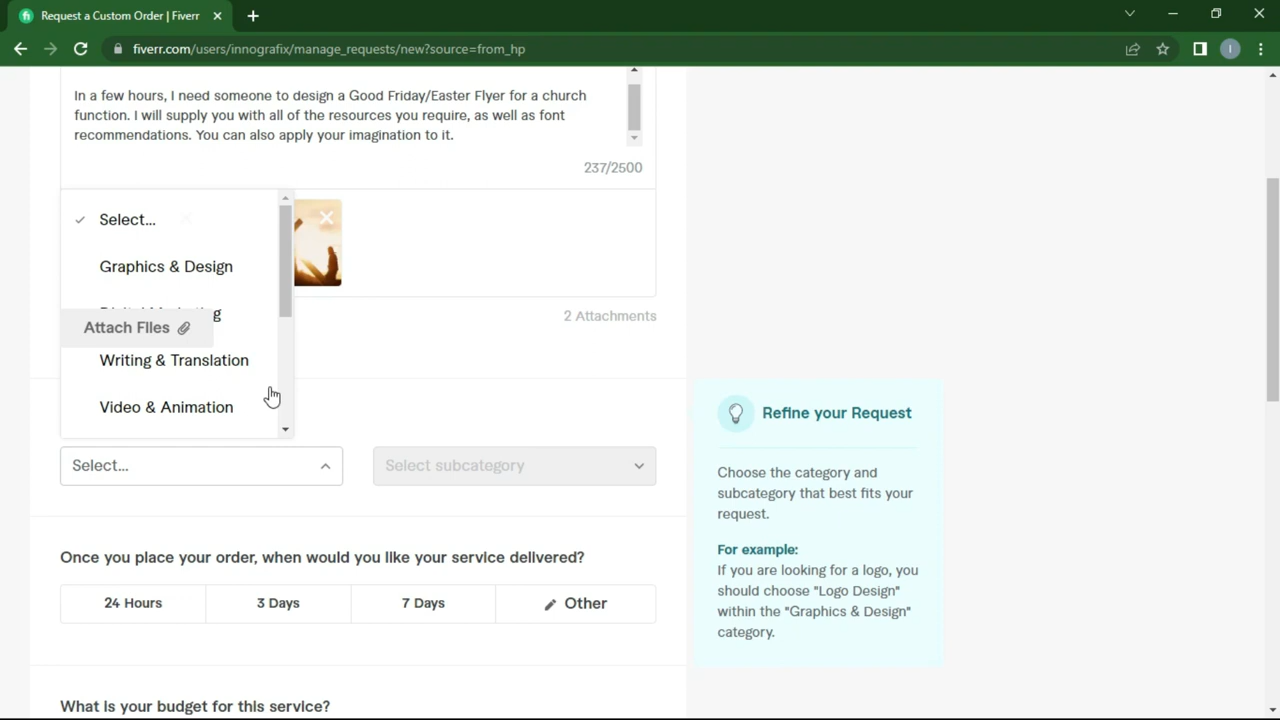 Request a Custom Order | Fiverr
fiverr.com/users/innografix/manage_requests/new?source=from_hp
I
In a few hours, I need someone to design a Good Friday/Easter Flyer for a church
function. I will supply you with all of the resources you require, as well as font
recommendations. You can also apply your imagination to it.
237/2500
Select...
Graphics & Design
Attach Files
2 Attachments
Writing & Translation
Video & Animation
Select...
Select subcategory
Refine your Request
Choose the category and
subcategory that best fits your
request.
For example:
If you are looking for a logo, you
should choose "Logo Design"
within the "Graphics & Design"
category.
Once you place your order, when would you like your service delivered?
24 Hours
3 Days
7 Days
Other
What is your budget for this service?